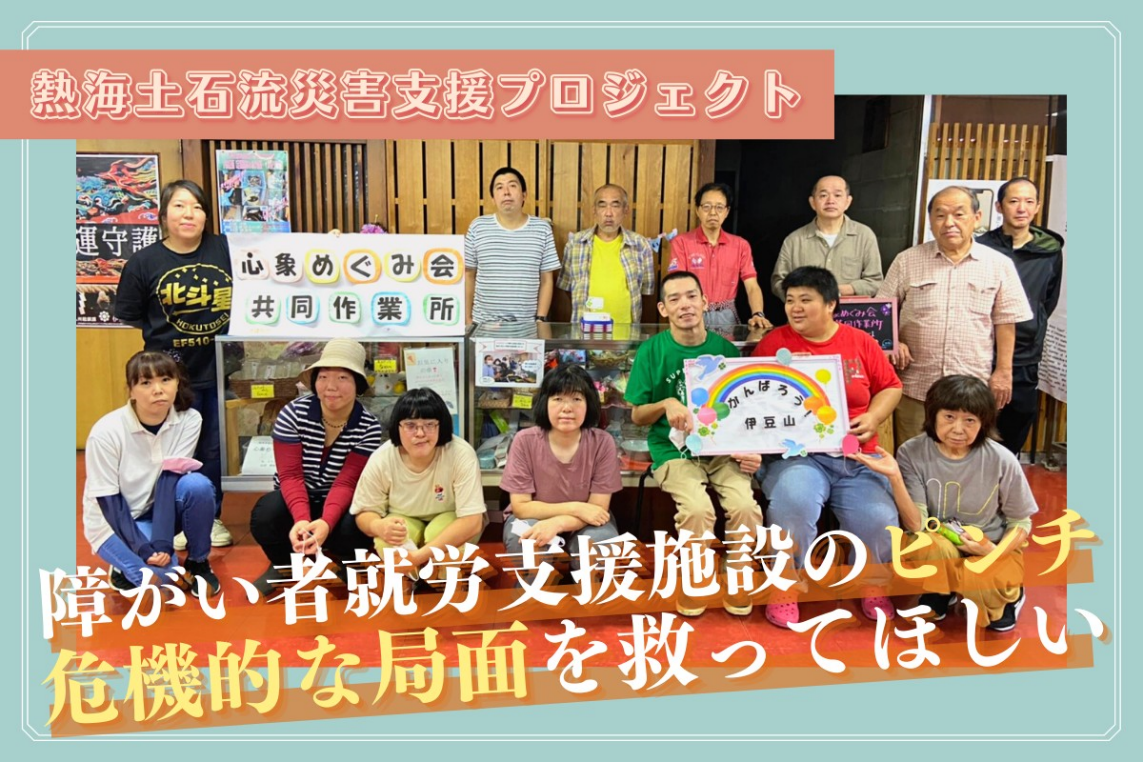 熱海土石流災害支援プロジェクト
運守護
心象めぐみ会
共同作業所
北斗星
HOKUTOSEI
EF510-
がんばろう!
伊豆山
障がい者就労支援施設のピンチ
危機的な局面を救ってほしい